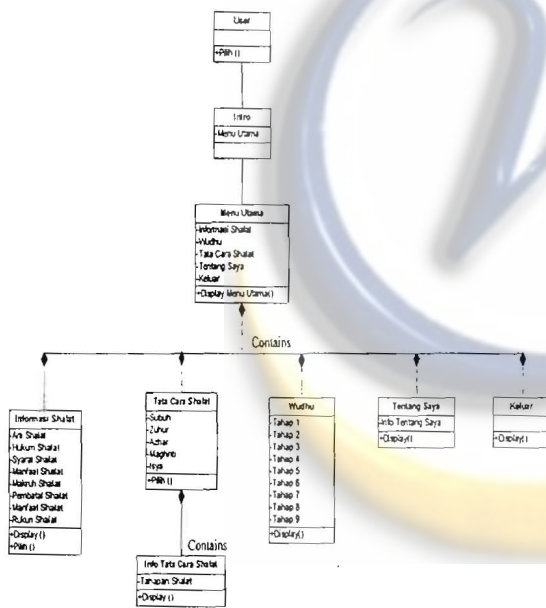 User
+Pilih ()
Intro
-Menu Utama
Menu Utama
-Informasi Shalat
-Wudhu
-Tata Cara Shalat
-Tentang Saya
-Keluar
+Display Menu Utama()
Contains
Informasi Shalat
-Arti Shalat
-Hukum Shalat
-Syarat Shalat
-Manfaat Shalat
-Makruh Shalat
-Pembatal Shalat
-Manfaat Shalat
-Rukun Shalat
+Display ()
+Pilih ()
Tata Cara Shalat
-Subuh
-Zuhur
-Azhar
-Maghrib
-Isya
+Pilih ()
Wudhu
-Tahap 1
-Tahap 2
-Tahap 3
-Tahap 4
-Tahap 5
-Tahap 6
-Tahap 7
-Tahap 8
-Tahap 9
+Display()
Tentang Saya
-Info Tentang Saya
+Display()
Keluar
+Display()
Contains
Info Tata Cara Shalat
-Tahapan Shalat
+Display ()